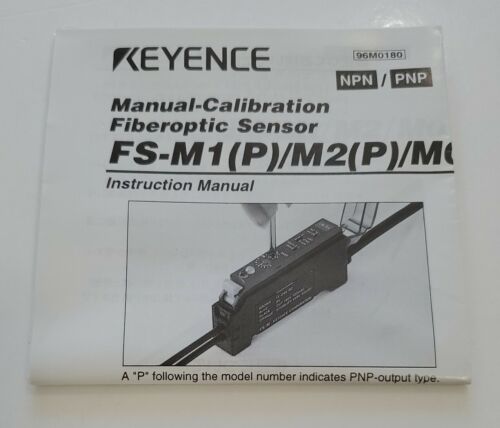 KEYENCE
96M0180
NPN / PNP
Manual-Calibration
Fiberoptic Sensor
FS-M1(P)/M2(P)/M
Instruction Manual
A "P" following the model number indicates PNP-output type.